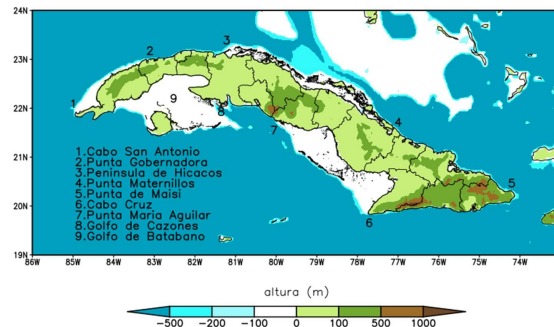 24N
23N
22N
21N
20N
19N
1
2
3
4
5
6
7
8
9
1.Cabo San Antonio
2.Punta Gobernadora
3.Peninsula de Hicacos
4.Punta Maternillos
5.Punta de Maisi
6.Cabo Cruz
7.Punta Maria Aguilar
8.Golfo de Cazones
9.Golfo de Batabano
86W 85W 84W 83W 82W 81W 80W 79W 78W 77W 76W 75W 74W
altura (m)
−500 −200 −100 0 100 500 1000